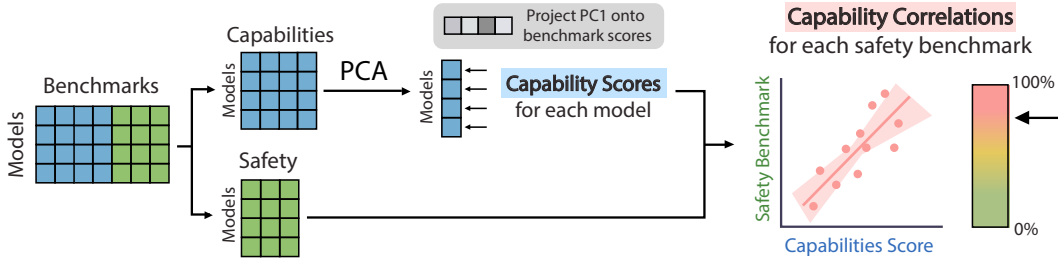 Benchmarks
Models
Capabilities
Models
Safety
Models
PCA
Project PC1 onto
benchmark scores
Capability Scores
for each model
Capability Correlations
for each safety benchmark
Safety Benchmark
Capabilities Score
100%
0%